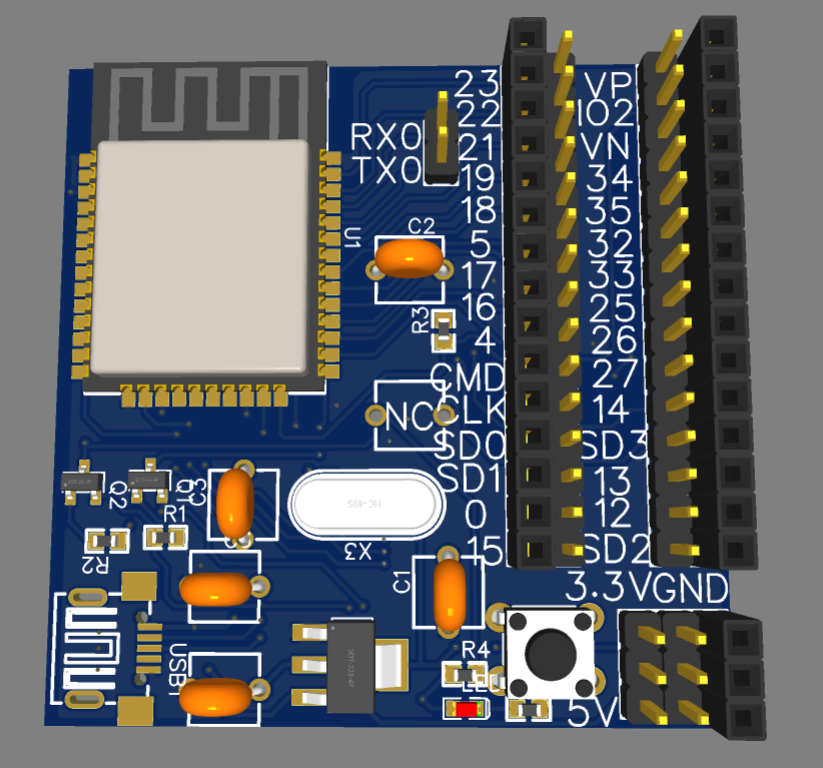 23
VP
22
IO2
RX0
21
VN
TX0
19
34
18
35
U1
C2
5
32
17
33
16
25
R3
4
26
CMD
27
NC
CLK
14
SD0
SD3
SD1
13
Q2
C3
R1
0
12
HC-49S
X3
R2
15
SD2
C1
3.3V
GND
USB1
R4
5V